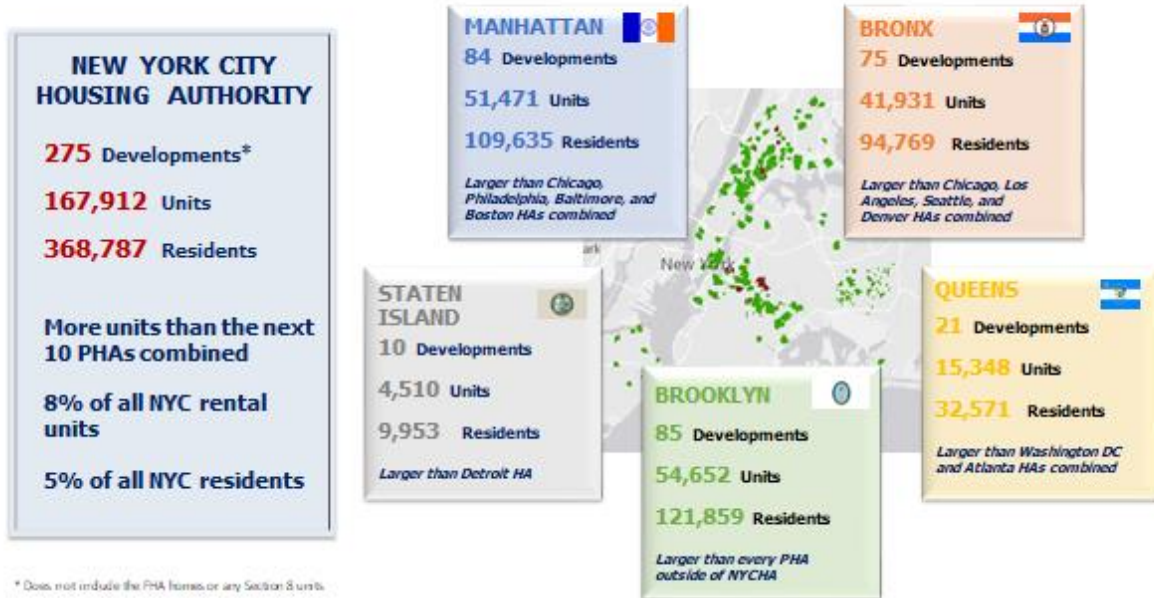 NEW YORK CITY
HOUSING AUTHORITY
275 Developments*
167,912 Units
368,787 Residents
More units than the next
10 PHAs combined
8% of all NYC rental
units
5% of all NYC residents
* Does not include the FHA homes or any Section 8 units
MANHATTAN
84 Developments
51,471 Units
109,635 Residents
Larger than Chicago,
Philadelphia, Baltimore, and
Boston HAs combined
BRONX
75 Developments
41,931 Units
94,769 Residents
Larger than Chicago, Los
Angeles, Seattle, and
Denver HAs combined
ark
New York
STATEN
ISLAND
10 Developments
4,510 Units
9,953 Residents
Larger than Detroit HA
BROOKLYN
85 Developments
54,652 Units
121,859 Residents
Larger than every PHA
outside of NYCHA
QUEENS
21 Developments
15,348 Units
32,571 Residents
Larger than Washington DC
and Atlanta HAs combined